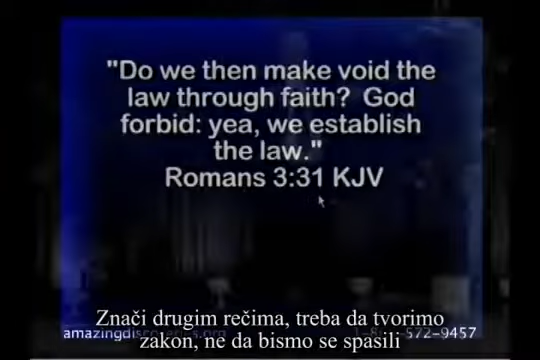 "Do we then make void the
law through faith?  God
forbid: yea, we establish
the law."
Romans 3:31 KJV
Znači drugim rečima, treba da tvorimo
zakon, ne da bismo se spasili